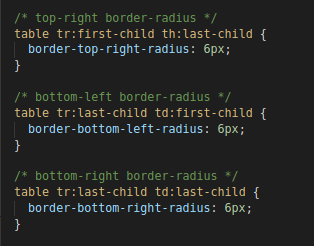 /* top-right border-radius */
table tr:first-child th:last-child {
  border-top-right-radius: 6px;
}

/* bottom-left border-radius */
table tr:last-child td:first-child {
  border-bottom-left-radius: 6px;
}

/* bottom-right border-radius */
table tr:last-child td:last-child {
  border-bottom-right-radius: 6px;
}